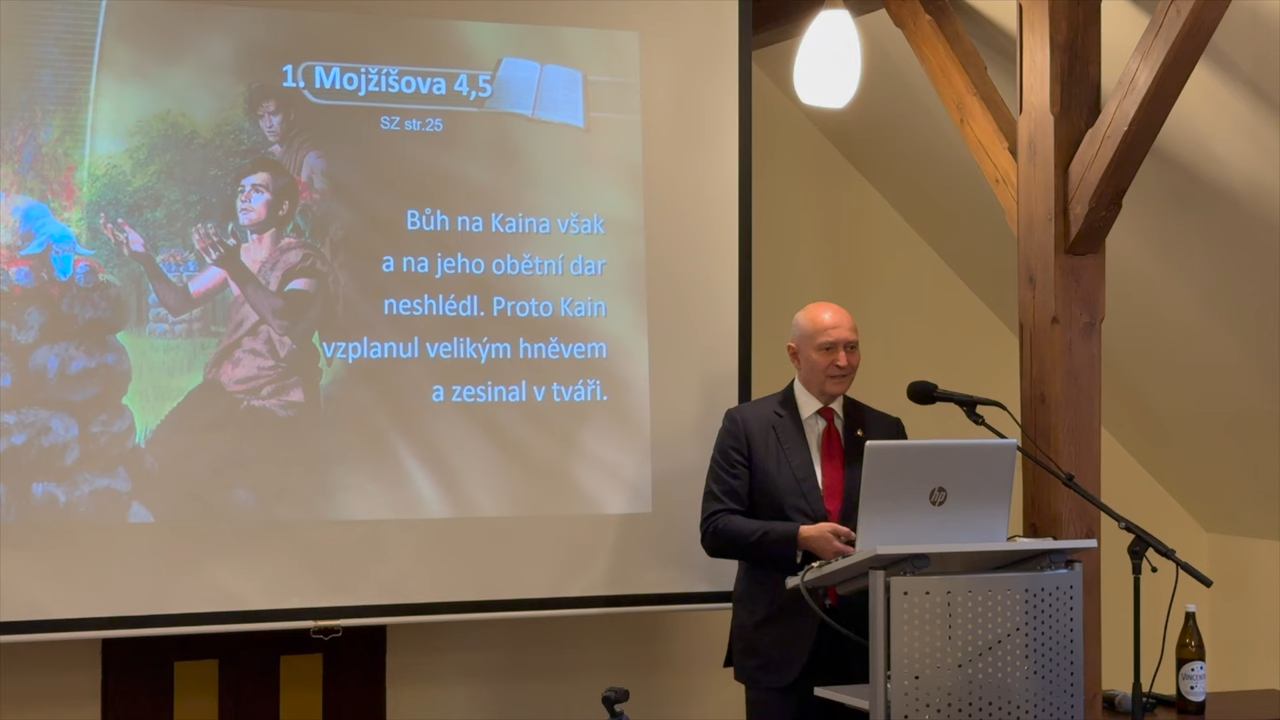 1. Mojžíšova 4,5
SZ str.25
Bůh na Kaina však
a na jeho obětní dar
neshlédl. Proto Kain
vzplanul velikým hněvem
a zesinal v tváři.
hp